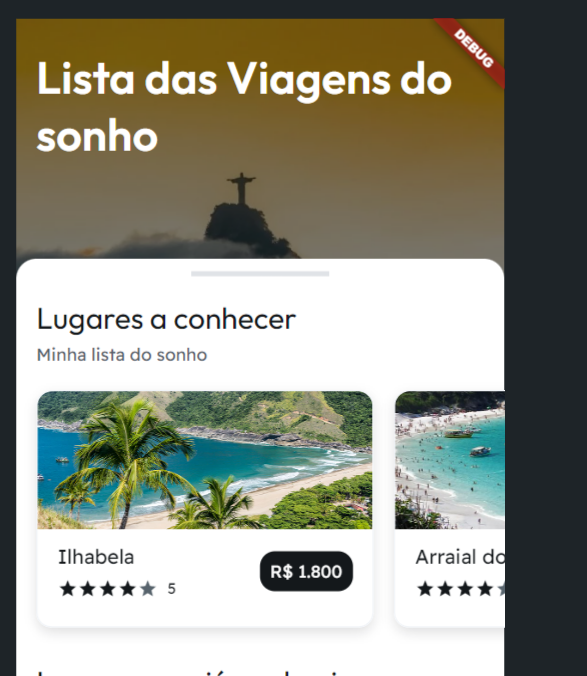 DEBUG
Lista das Viagens do
sonho
Lugares a conhecer
Minha lista do sonho
Ilhabela
5
R$ 1.800
Arraial do